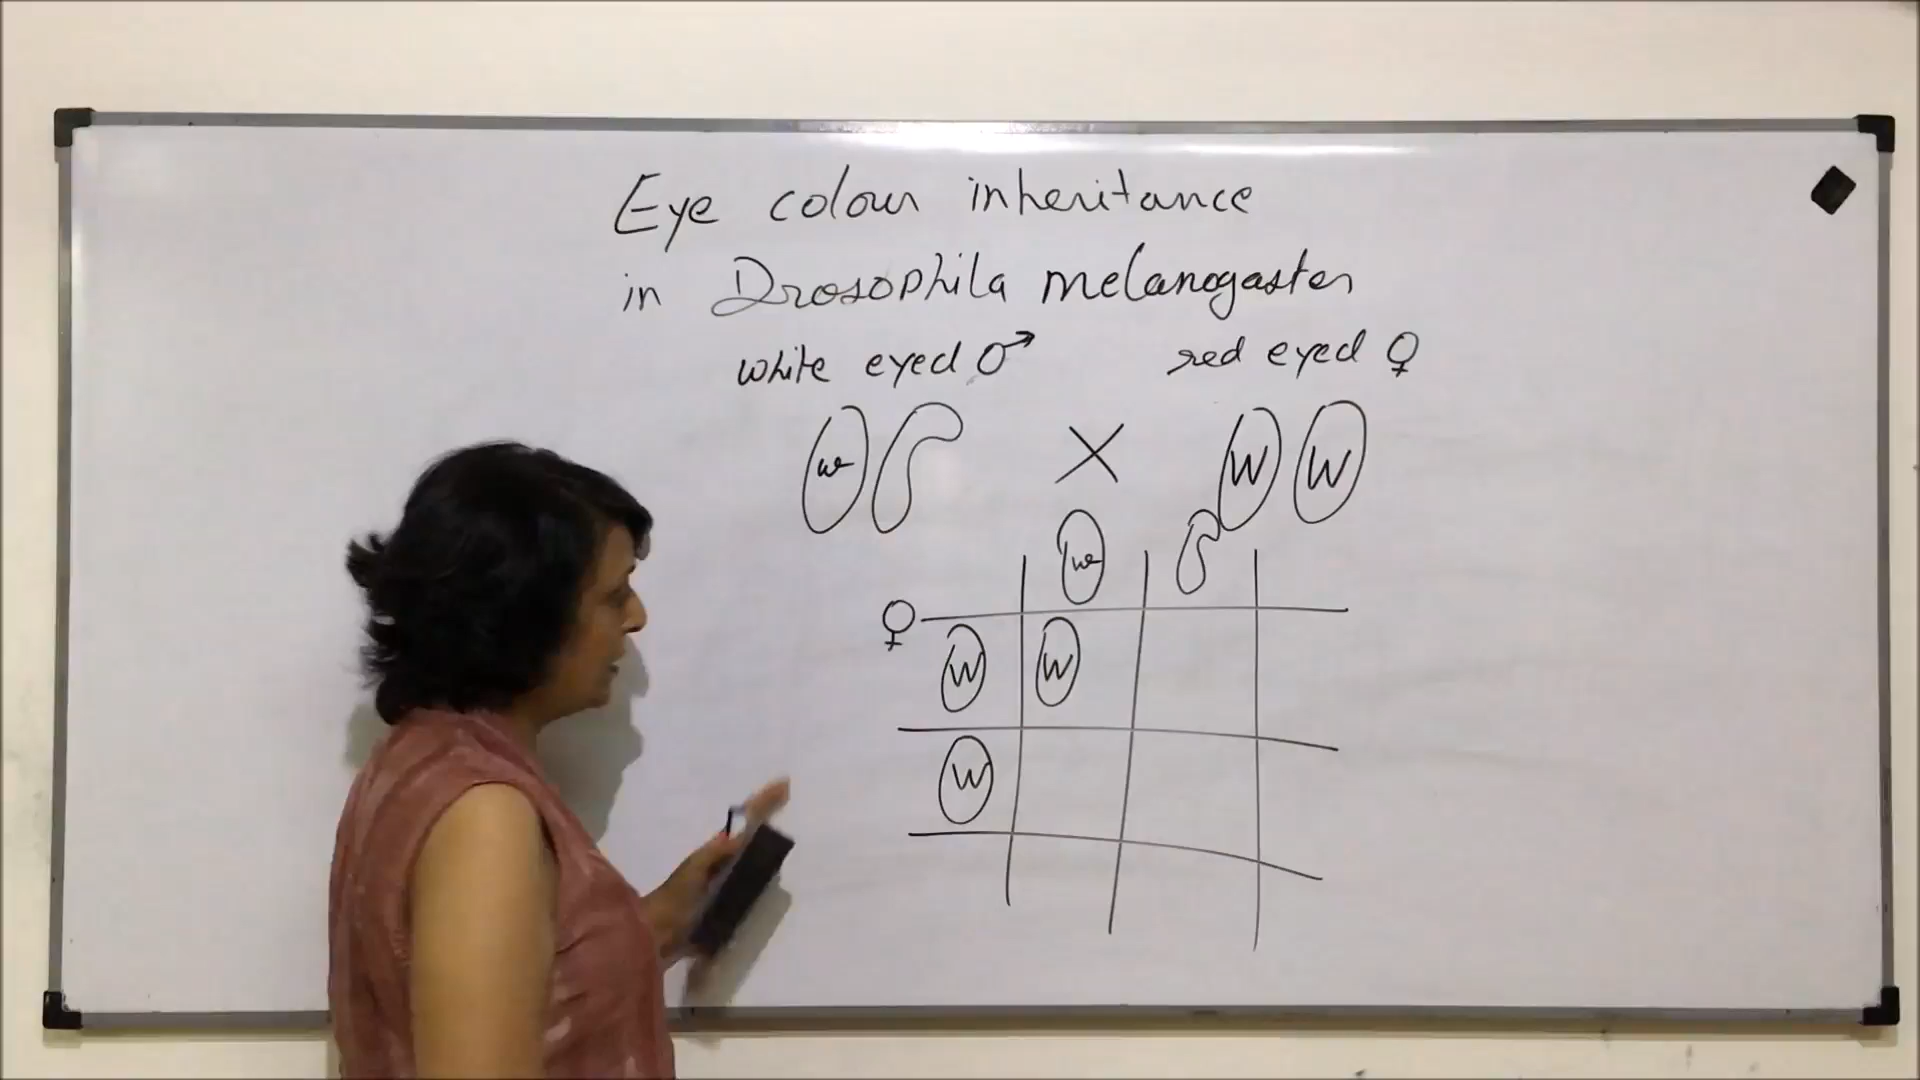 Eye colour inheritance
in Drosophila melanogaster
white eyed ♂ red eyed ♀
w X W W
w
♀
W W
W